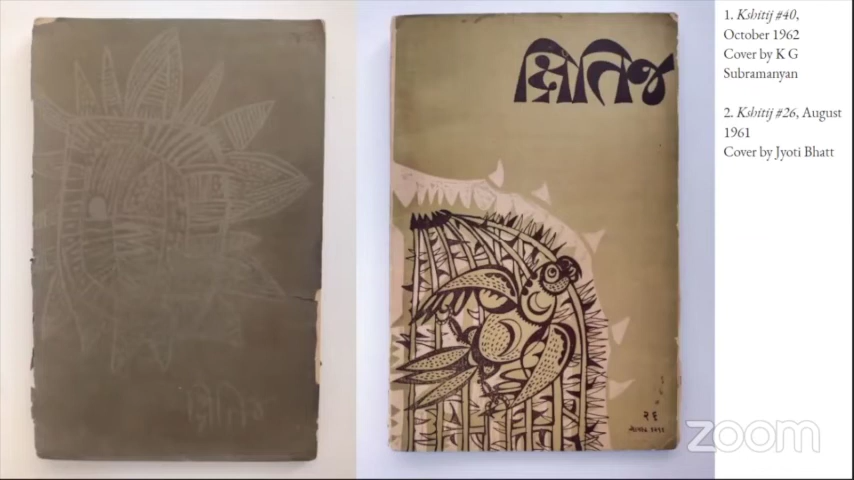 1. Kshitij #40,
October 1962
Cover by K G
Subramanyan
2. Kshitij #26, August
1961
Cover by Jyoti Bhatt
ક્ષિતિજ
૨૬
zoom